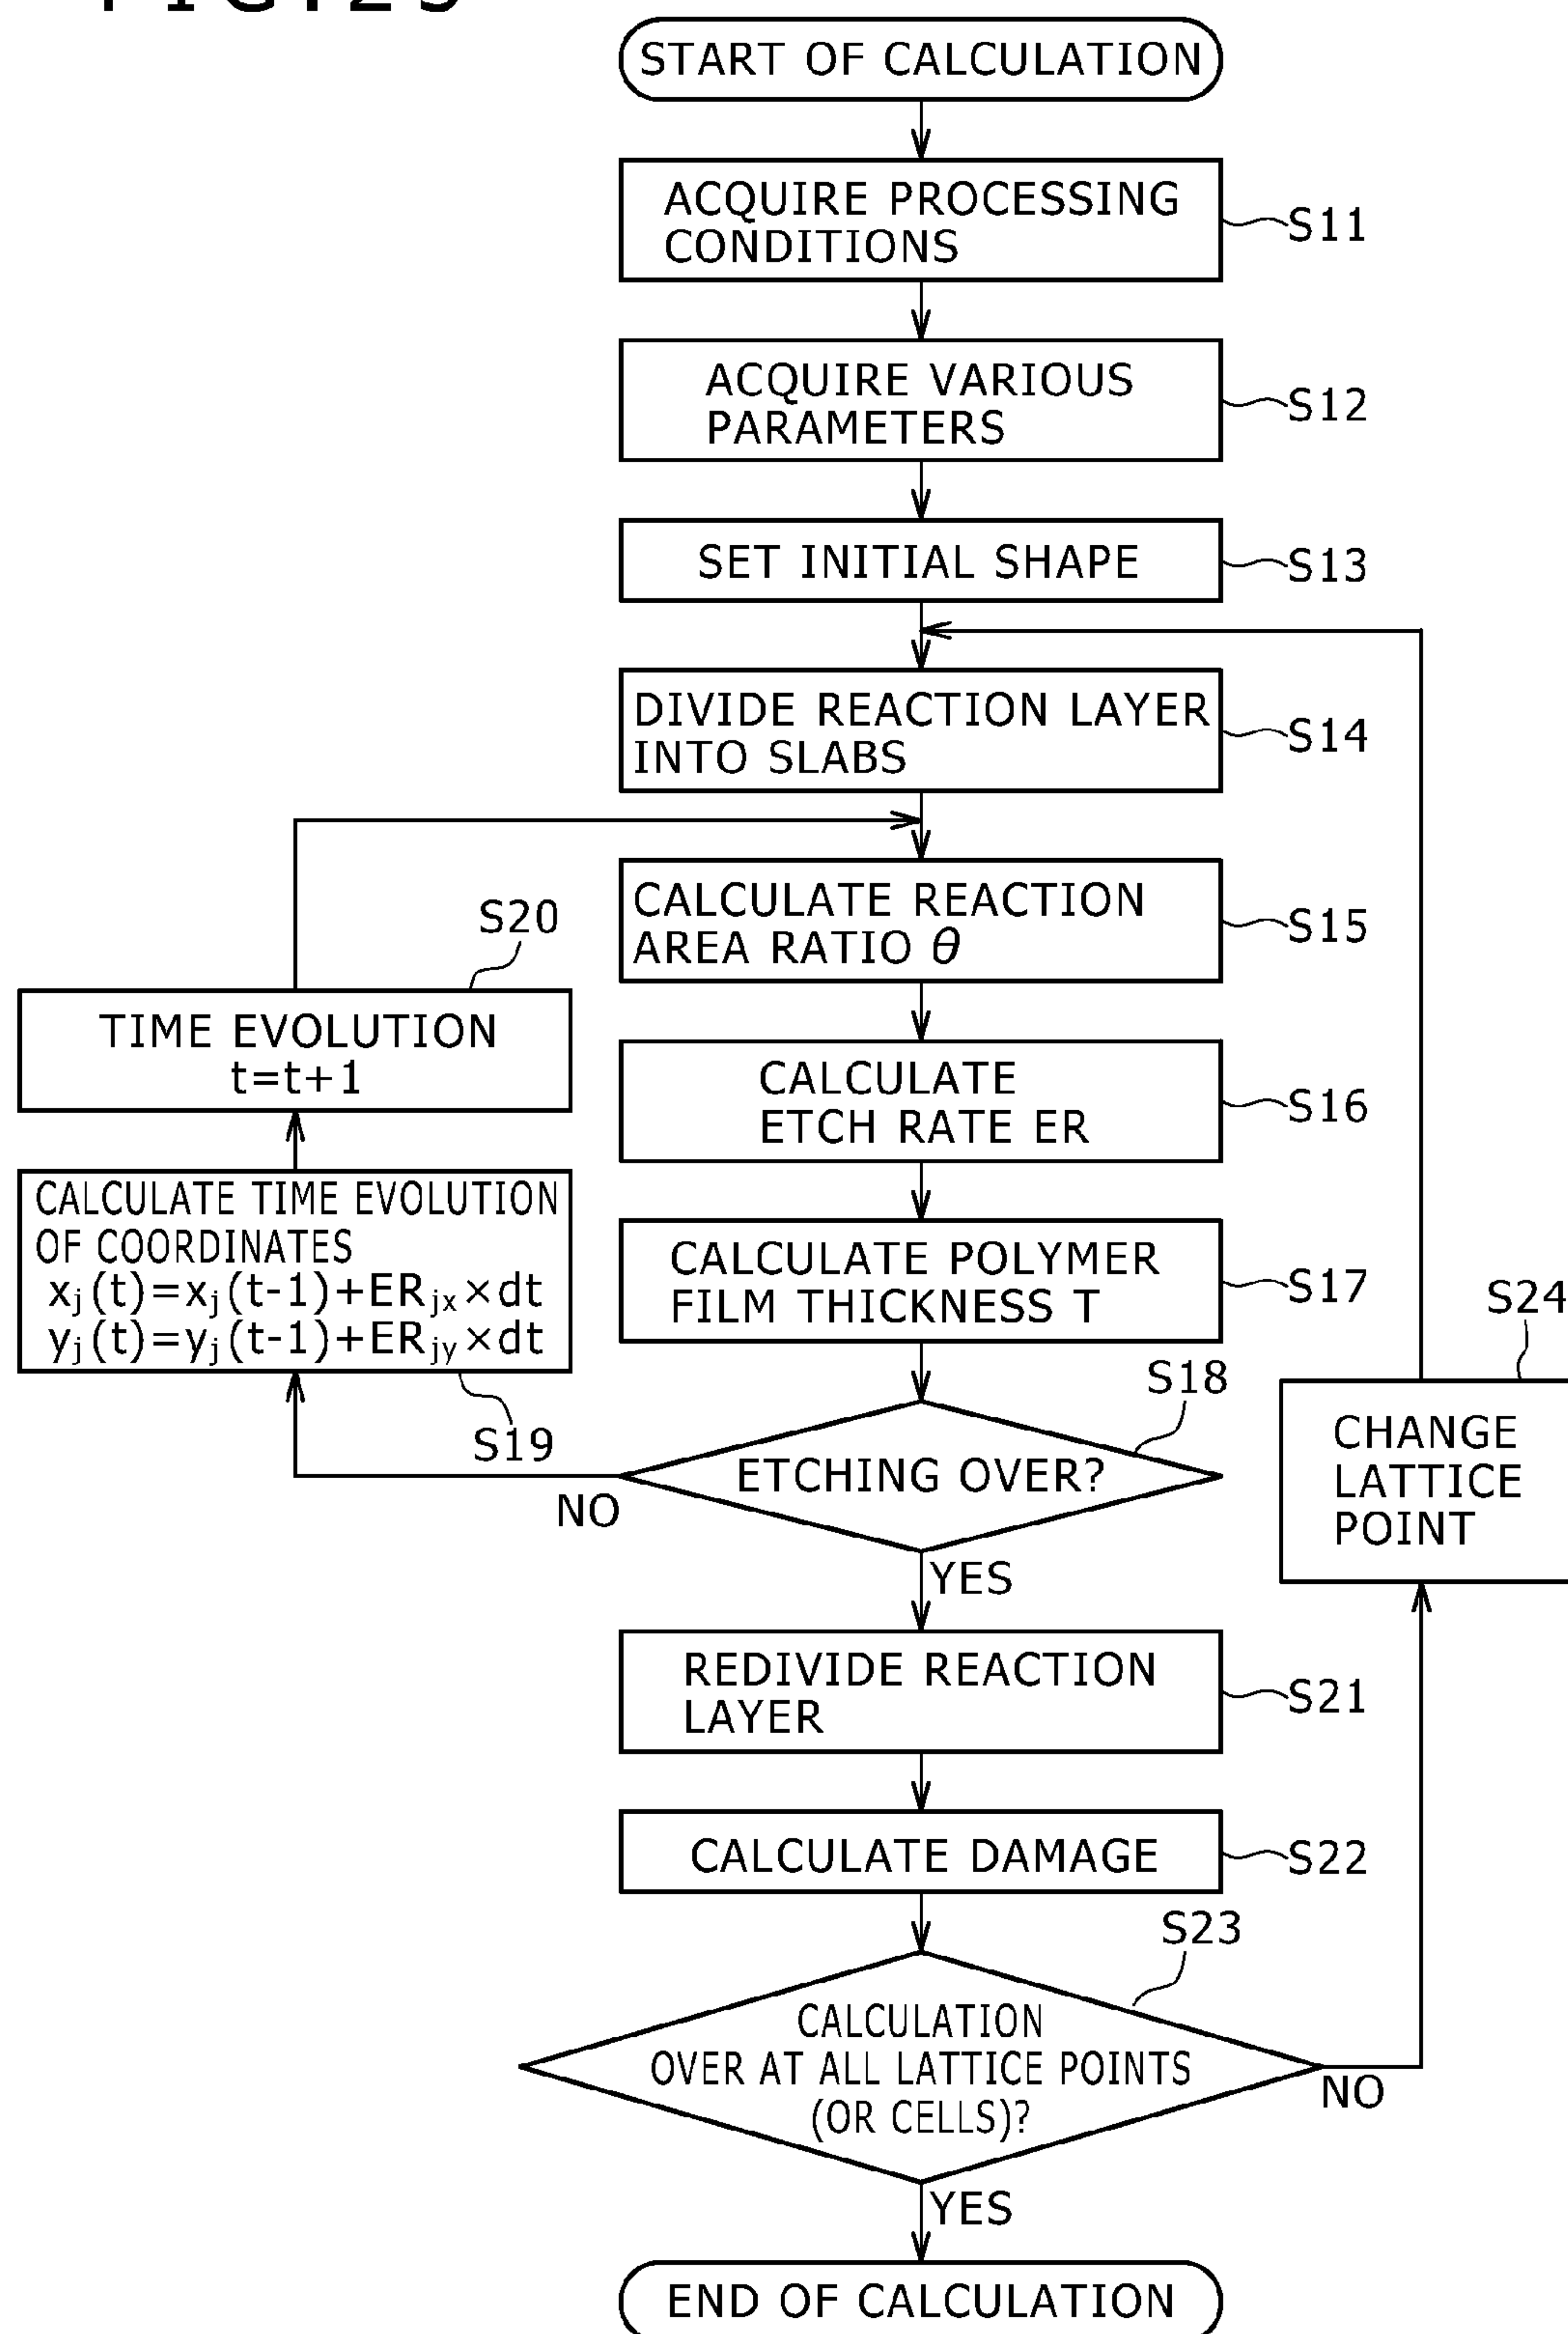 START OF CALCULATION
ACQUIRE PROCESSING
CONDITIONS
S11
ACQUIRE VARIOUS
PARAMETERS
S12
SET INITIAL SHAPE
S13
DIVIDE REACTION LAYER
INTO SLABS
S14
CALCULATE REACTION
AREA RATIO θ
S15
S20
TIME EVOLUTION
t=t+1
CALCULATE
ETCH RATE ER
S16
CALCULATE TIME EVOLUTION
OF COORDINATES
xⱼ(t)=xⱼ(t-1)+ER_jx×dt
yⱼ(t)=yⱼ(t-1)+ER_jy×dt
S19
CALCULATE POLYMER
FILM THICKNESS T
S17
S18
ETCHING OVER?
NO
YES
S24
CHANGE
LATTICE
POINT
REDIVIDE REACTION
LAYER
S21
CALCULATE DAMAGE
S22
S23
CALCULATION
OVER AT ALL LATTICE POINTS
(OR CELLS)?
NO
YES
END OF CALCULATION